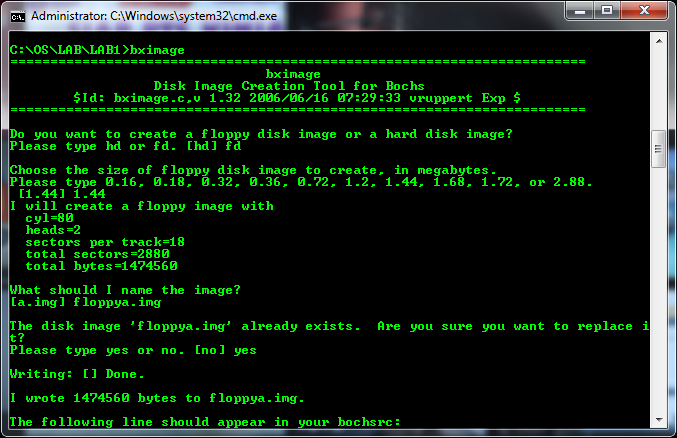 Administrator: C:\Windows\system32\cmd.exe
C:\OS\LAB\LAB1>bximage
========================================================================
bximage
Disk Image Creation Tool for Bochs
$Id: bximage.c,v 1.32 2006/06/16 07:29:33 vruppert Exp $
========================================================================
Do you want to create a floppy disk image or a hard disk image?
Please type hd or fd. [hd] fd
Choose the size of floppy disk image to create, in megabytes.
Please type 0.16, 0.18, 0.32, 0.36, 0.72, 1.2, 1.44, 1.68, 1.72, or 2.88.
[1.44] 1.44
I will create a floppy image with
cyl=80
heads=2
sectors per track=18
total sectors=2880
total bytes=1474560
What should I name the image?
[a.img] floppya.img
The disk image 'floppya.img' already exists.  Are you sure you want to replace i
t?
Please type yes or no. [no] yes
Writing: [] Done.
I wrote 1474560 bytes to floppya.img.
The following line should appear in your bochsrc: